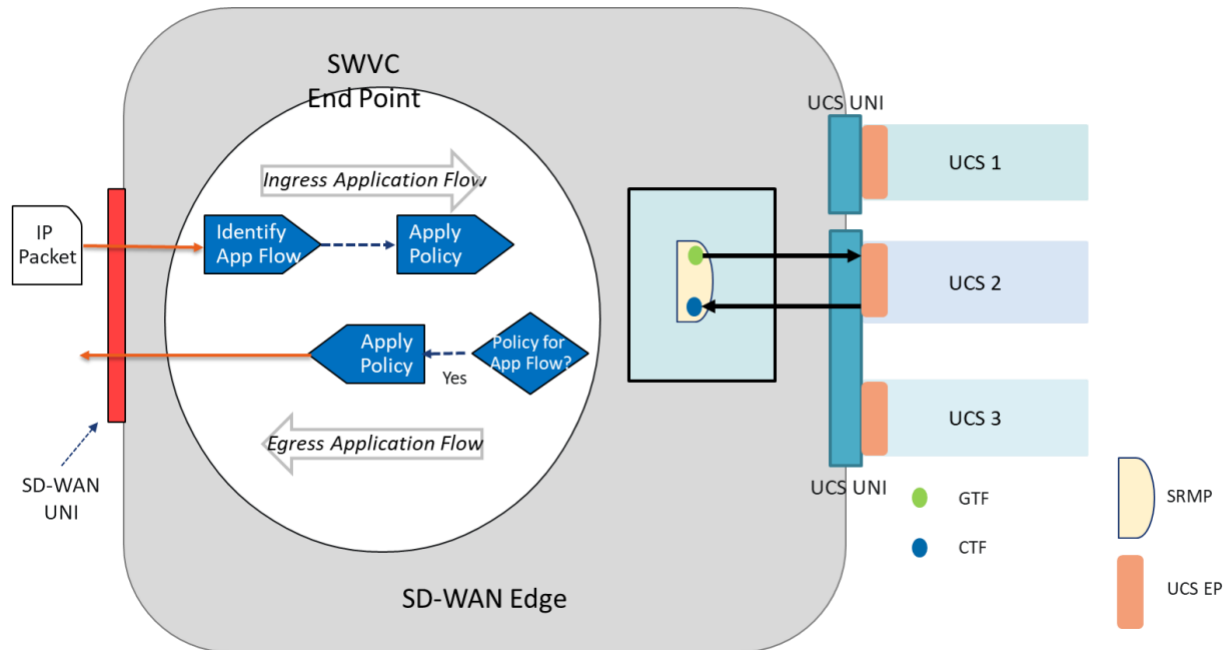 SWVC
End Point
UCS UNI
Ingress Application Flow
UCS 1
IP
Packet
Identify
App Flow
Apply
Policy
UCS 2
Apply
Policy
Policy for
App Flow?
Yes
Egress Application Flow
UCS 3
SD-WAN
UNI
UCS UNI
GTF
SRMP
CTF
SD-WAN Edge
UCS EP